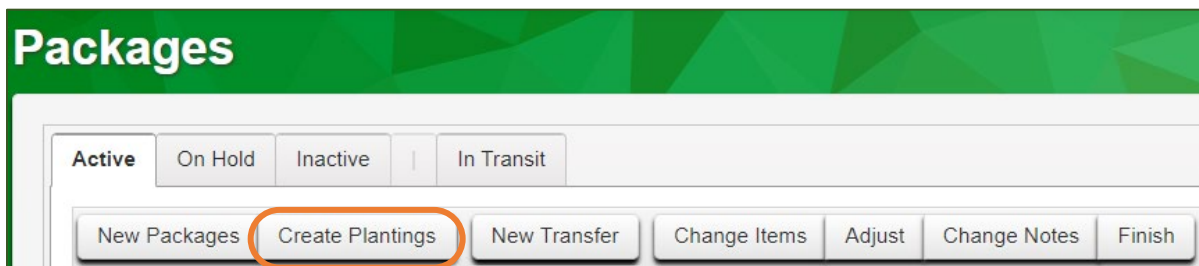 Packages
Active On Hold Inactive | In Transit
New Packages Create Plantings New Transfer Change Items Adjust Change Notes Finish